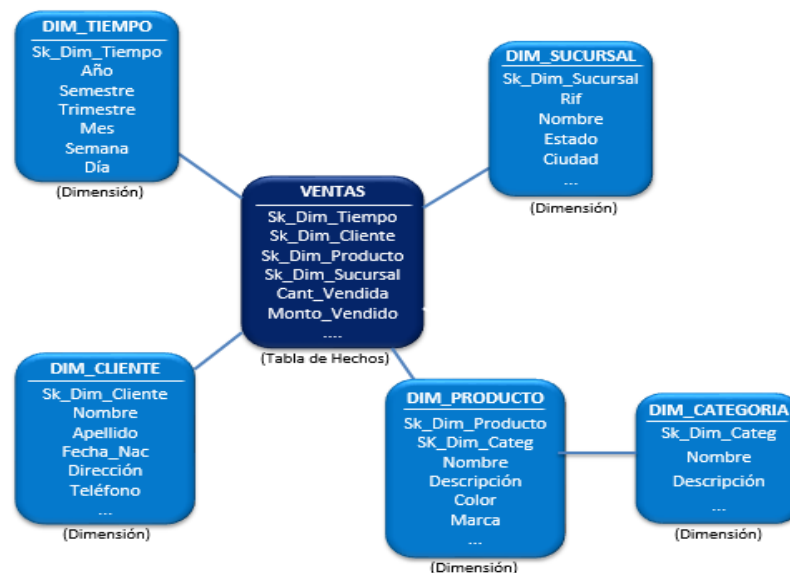 DIM_TIEMPO
Sk_Dim_Tiempo
Año
Semestre
Trimestre
Mes
Semana
Día
(Dimensión)
DIM_SUCURSAL
Sk_Dim_Sucursal
Rif
Nombre
Estado
Ciudad
...
(Dimensión)
VENTAS
Sk_Dim_Tiempo
Sk_Dim_Cliente
Sk_Dim_Producto
Sk_Dim_Sucursal
Cant_Vendida
Monto_Vendido
....
(Tabla de Hechos)
DIM_CLIENTE
Sk_Dim_Cliente
Nombre
Apellido
Fecha_Nac
Dirección
Teléfono
...
(Dimensión)
DIM_PRODUCTO
Sk_Dim_Producto
SK_Dim_Categ
Nombre
Descripción
Color
Marca
...
(Dimensión)
DIM_CATEGORIA
Sk_Dim_Categ
Nombre
Descripción
...
(Dimensión)